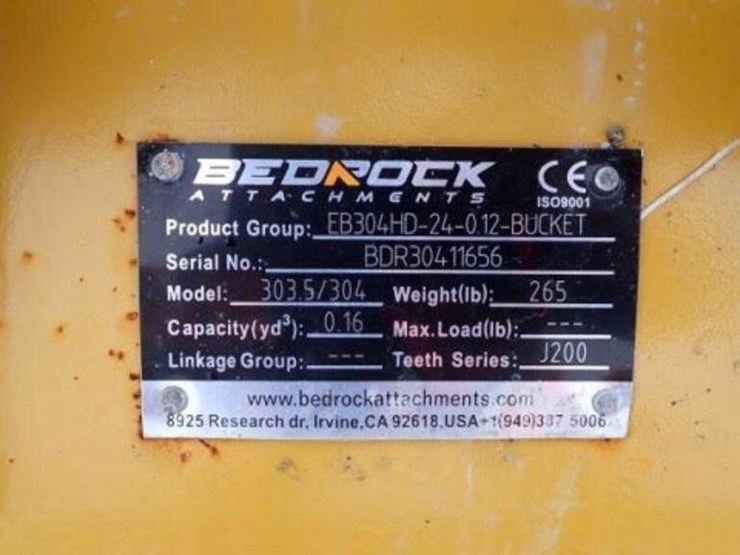 BEDROCK
ATTACHMENTS
CE
ISO9001
Product Group: EB304HD-24-0.12-BUCKET
Serial No.: BDR30411656
Model: 303.5/304 Weight(lb): 265
Capacity(yd³): 0.16 Max.Load(lb): ---
Linkage Group: --- Teeth Series: J200
www.bedrockattachments.com
8925 Research dr, Irvine,CA 92618.USA+1(949)387 5006